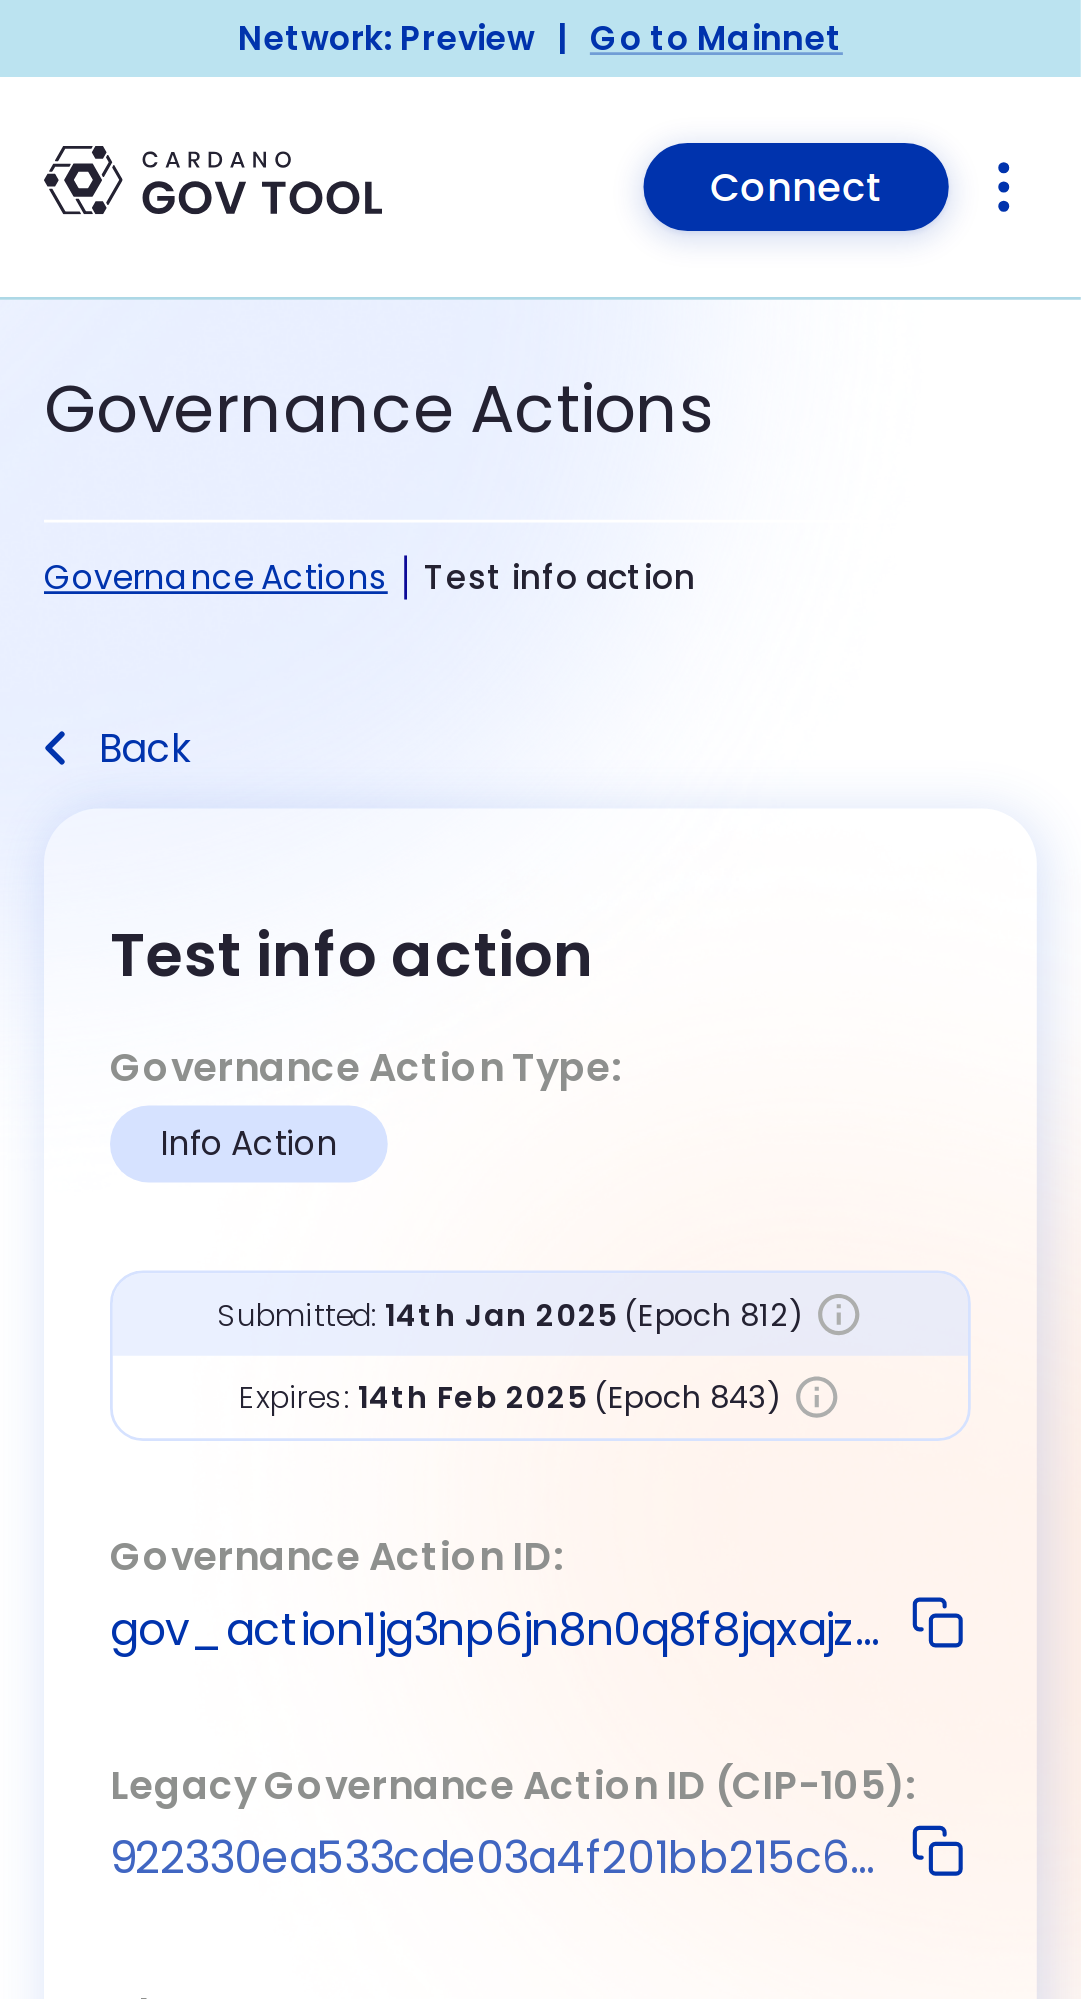 Network: Preview | Go to Mainnet
CARDANO
GOV TOOL
Connect
Governance Actions
Governance Actions | Test info action
Back
Test info action
Governance Action Type:
Info Action
Submitted: 14th Jan 2025 (Epoch 812)
Expires: 14th Feb 2025 (Epoch 843)
Governance Action ID:
gov_action1jg3np6jn8n0q8f8jqxajz...
Legacy Governance Action ID (CIP-105):
922330ea533cde03a4f201bb215c6...